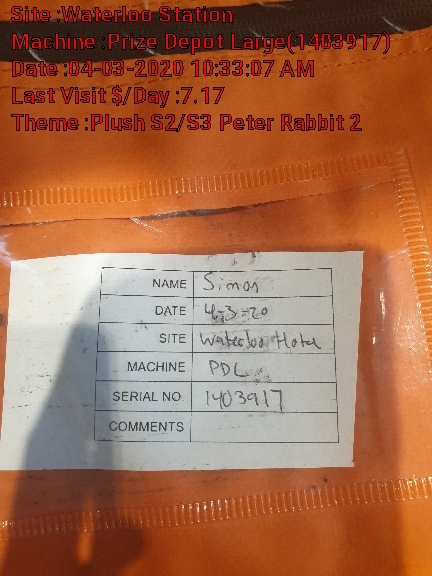 Site :Waterloo Station
Machine :Prize Depot Large(1403917)
Date :04-03-2020 10:33:07 AM
Last Visit $/Day :7.17
Theme :Plush S2/S3 Peter Rabbit 2
NAME Simon
DATE 4-3-20
SITE Waterloo Hotel
MACHINE PDL
SERIAL NO. 1403917
COMMENTS